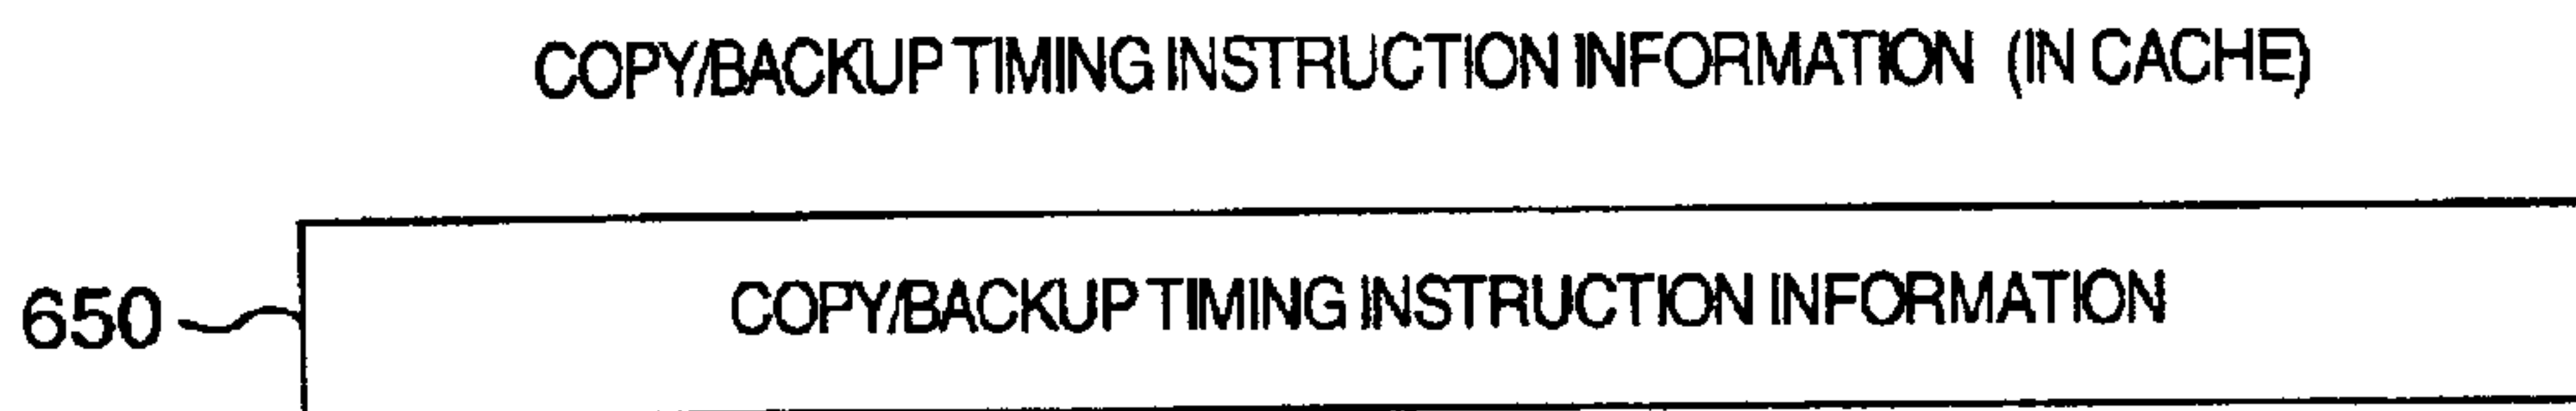 COPY/BACKUP TIMING INSTRUCTION INFORMATION (IN CACHE)
650 COPY/BACKUP TIMING INSTRUCTION INFORMATION